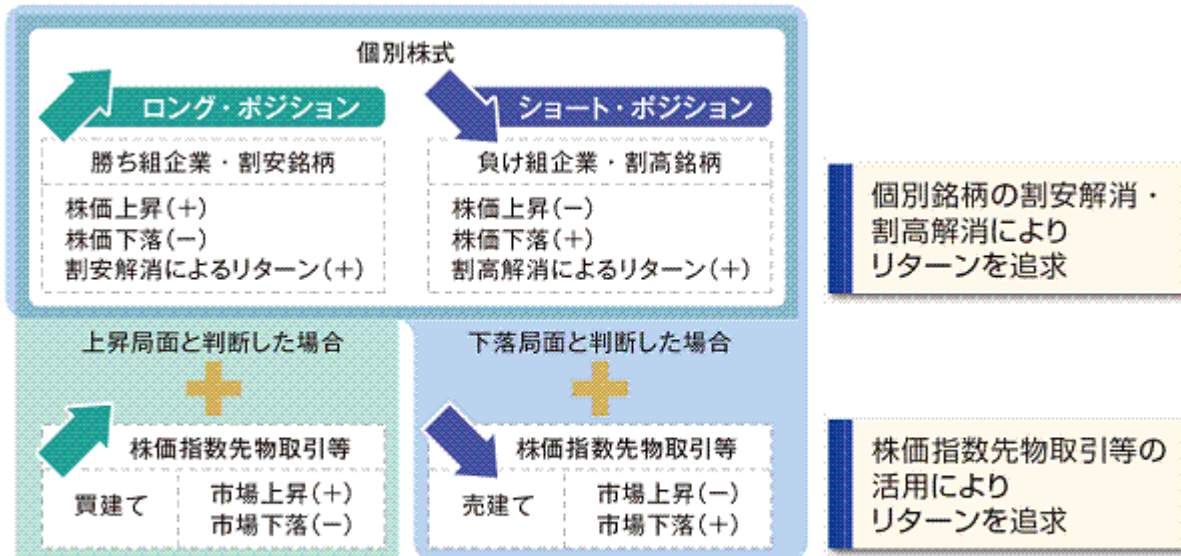 個別株式
ロング・ポジション
勝ち組企業・割安銘柄
株価上昇(+)
株価下落(−)
割安解消によるリターン(+)
ショート・ポジション
負け組企業・割高銘柄
株価上昇(−)
株価下落(+)
割高解消によるリターン(+)
個別銘柄の割安解消・
割高解消により
リターンを追求
上昇局面と判断した場合
+
株価指数先物取引等
買建て
市場上昇(+)
市場下落(−)
下落局面と判断した場合
+
株価指数先物取引等
売建て
市場上昇(−)
市場下落(+)
株価指数先物取引等の
活用により
リターンを追求